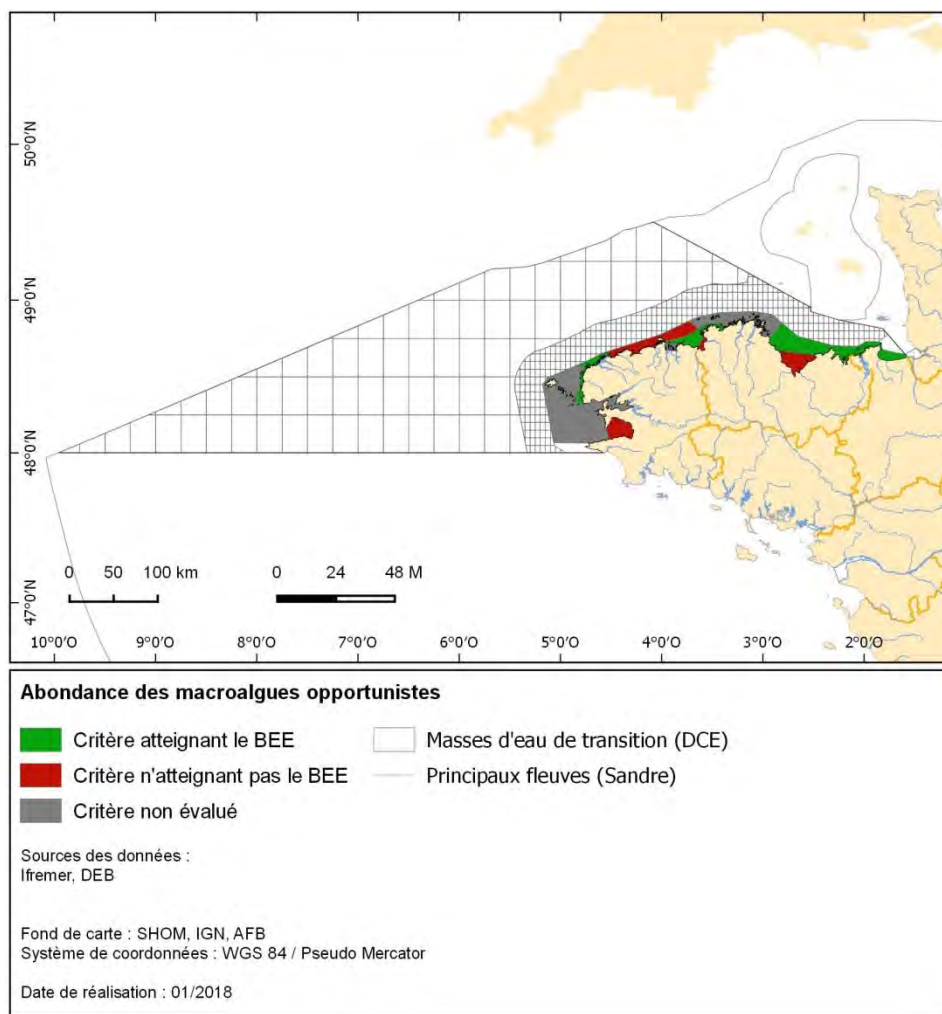 50°0'N
49°0'N
48°0'N
47°0'N
0 50 100 km
0 24 48 M
10°0'O 9°0'O 8°0'O 7°0'O 6°0'O 5°0'O 4°0'O 3°0'O 2°0'O
Abondance des macroalgues opportunistes
Critère atteignant le BEE
Masses d'eau de transition (DCE)
Critère n'atteignant pas le BEE
Principaux fleuves (Sandre)
Critère non évalué
Sources des données :
Ifremer, DEB
Fond de carte : SHOM, IGN, AFB
Système de coordonnées : WGS 84 / Pseudo Mercator
Date de réalisation : 01/2018